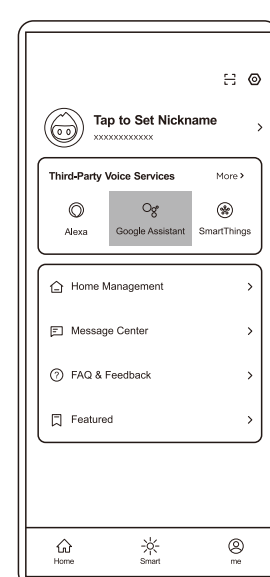 Tap to Set Nickname
xxxxxxxxxxxx
Third-Party Voice Services More
Alexa Google Assistant SmartThings
Home Management
Message Center
FAQ & Feedback
Featured
Home Smart me